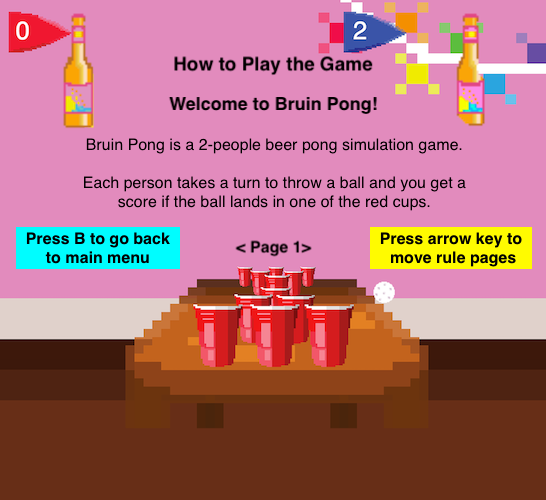 0
2
How to Play the Game
Welcome to Bruin Pong!
Bruin Pong is a 2-people beer pong simulation game.
Each person takes a turn to throw a ball and you get a
score if the ball lands in one of the red cups.
Press B to go back
to main menu
< Page 1>
Press arrow key to
move rule pages